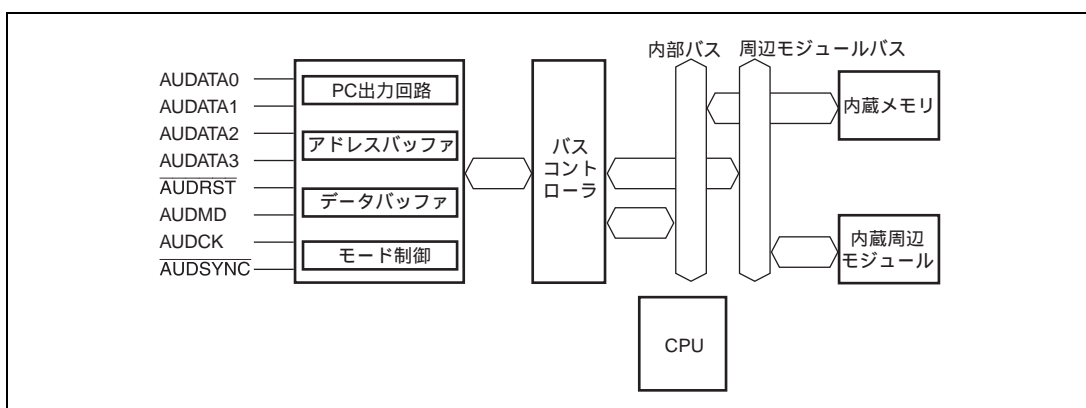 AUDATA0
AUDATA1
AUDATA2
AUDATA3
AUDRST
AUDMD
AUDCK
AUDSYNC
PC出力回路
アドレスバッファ
データバッファ
モード制御
バス
コント
ローラ
内部バス
周辺モジュールバス
内蔵メモリ
内蔵周辺
モジュール
CPU